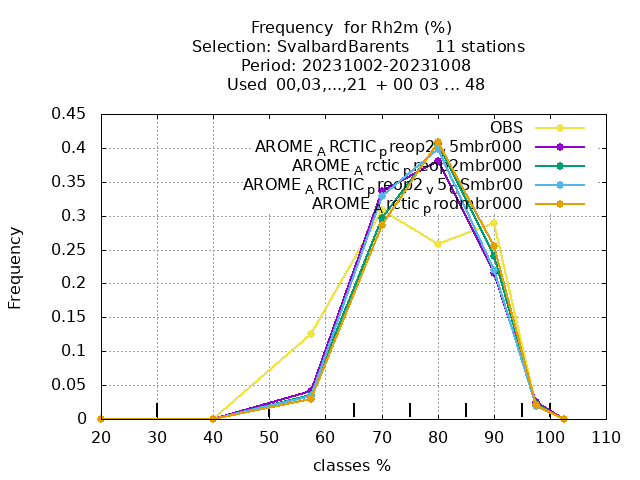 Frequency for Rh2m (%)
Selection: SvalbardBarents 11 stations
Period: 20231002-20231008
Used 00,03,...,21 + 00 03 ... 48
OBS
AROME_ARCTIC_preop2_v5mbr000
AROME_Arctic_preop2mbr000
AROME_ARCTIC_preop2_v5
AROME_Arctic_prodmbr000
0.45
0.4
0.35
0.3
0.25
0.2
0.15
0.1
0.05
0
Frequency
20 30 40 50 60 70 80 90 100 110
classes %